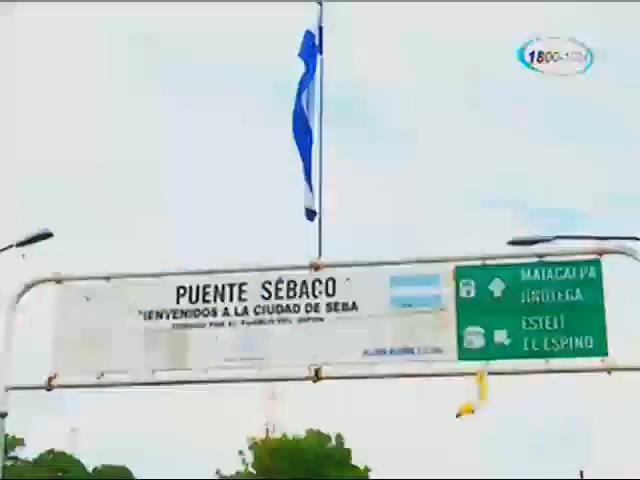 PUENTE SÉBACO
BIENVENIDOS A LA CIUDAD DE SEBA
MATAGALPA
JINOTEGA
ESTELI
EL ESPINO